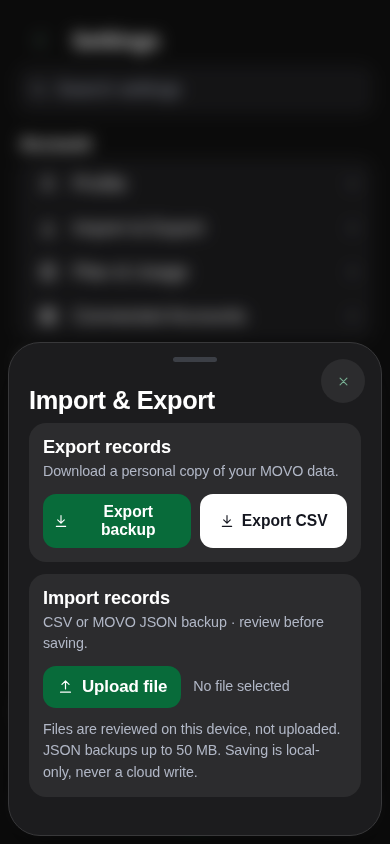 Settings
Account
Import & Export
Export records
Download a personal copy of your MOVO data.
Export
backup
Export CSV
Import records
CSV or MOVO JSON backup · review before
saving.
Upload file
No file selected
Files are reviewed on this device, not uploaded.
JSON backups up to 50 MB. Saving is local-
only, never a cloud write.